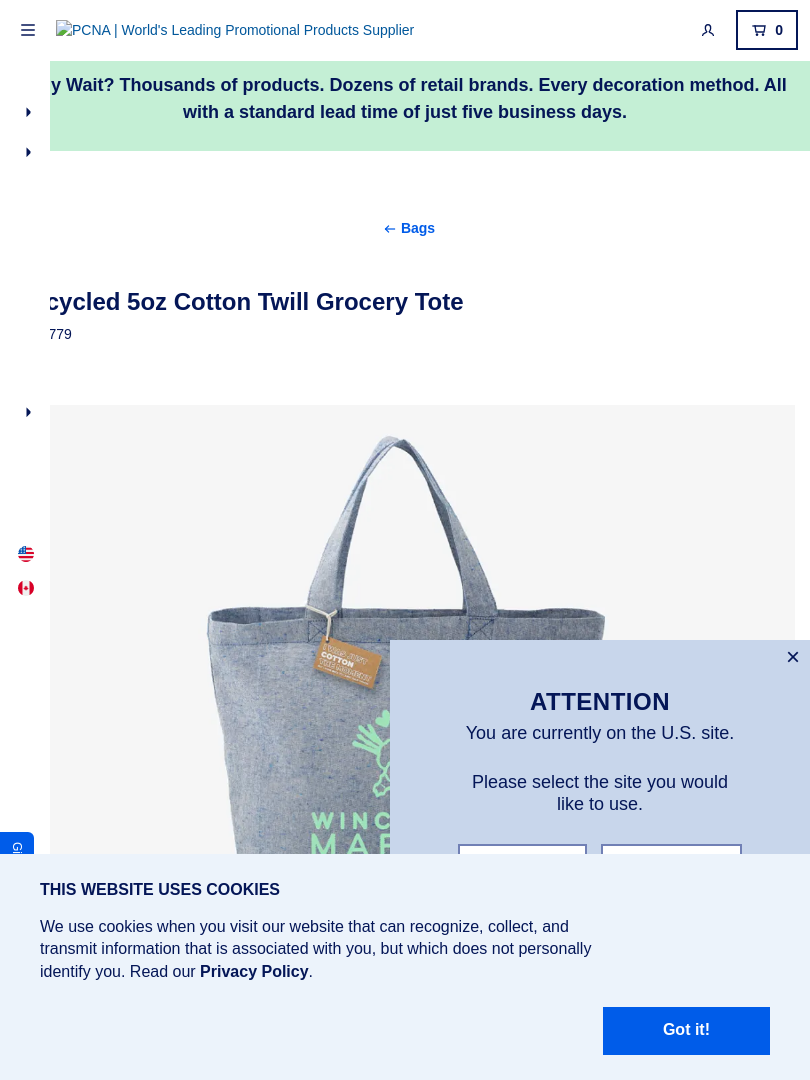 PCNA | World's Leading Promotional Products Supplier
0
y Wait? Thousands of products. Dozens of retail brands. Every decoration method. All
with a standard lead time of just five business days.
Bags
cycled 5oz Cotton Twill Grocery Tote
779
COTTON
WINC
MAR
ATTENTION
You are currently on the U.S. site.
Please select the site you would
like to use.
THIS WEBSITE USES COOKIES
We use cookies when you visit our website that can recognize, collect, and
transmit information that is associated with you, but which does not personally
identify you. Read our Privacy Policy.
Got it!